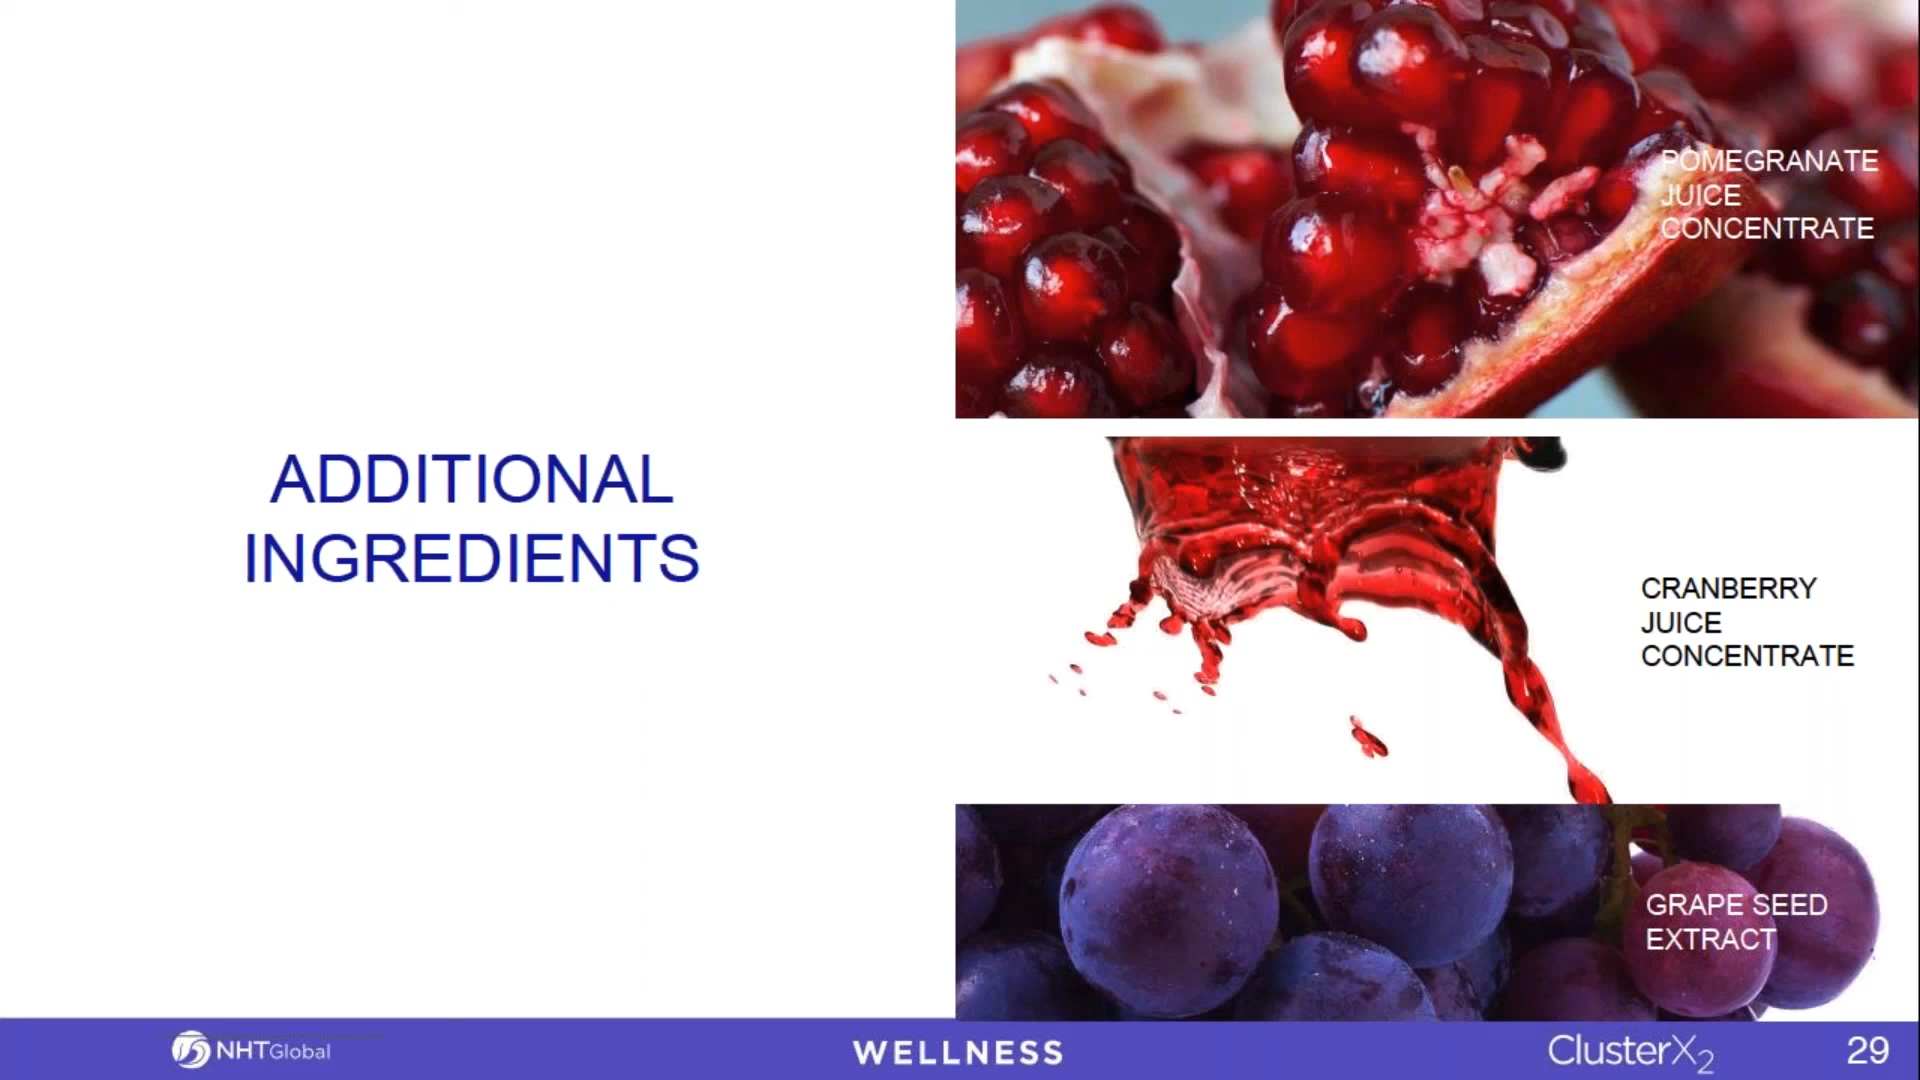 ADDITIONAL
INGREDIENTS
POMEGRANATE
JUICE
CONCENTRATE
CRANBERRY
JUICE
CONCENTRATE
GRAPE SEED
EXTRACT
NHTGlobal
WELLNESS
ClusterX2
29